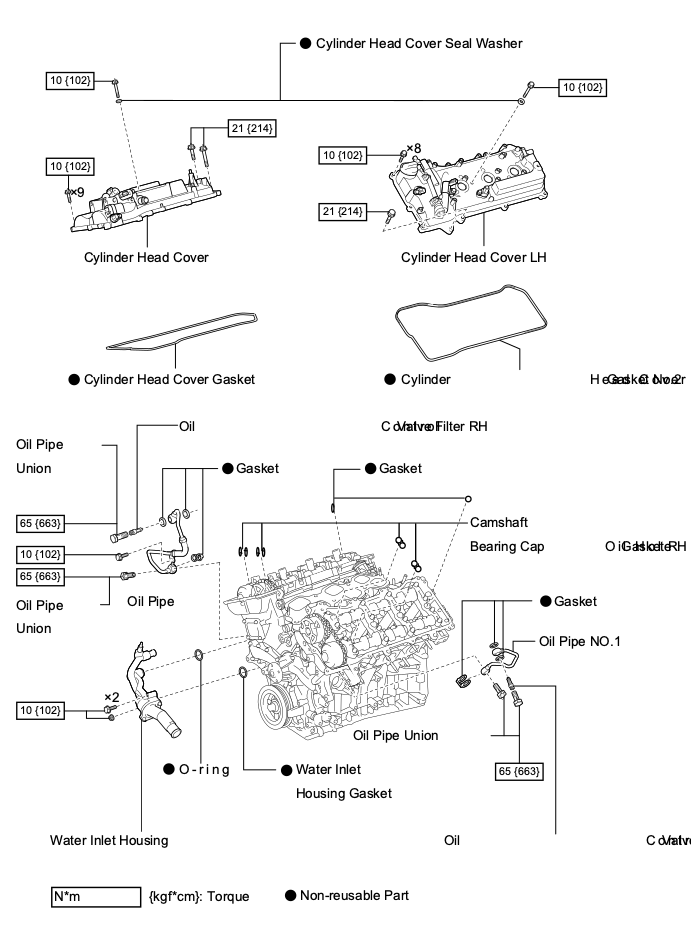 ● Cylinder Head Cover Seal Washer
10 {102}
10 {102}
21 {214}
10 {102}
×9
10 {102}
×8
21 {214}
Cylinder Head Cover
Cylinder Head Cover LH
● Cylinder Head Cover Gasket
● Cylinder
Oil
Filter RH
Oil Pipe
Union
● Gasket
● Gasket
65 {663}
Camshaft
Bearing Cap
10 {102}
65 {663}
Oil Pipe
Union
Oil Pipe
● Gasket
Oil Pipe NO.1
×2
10 {102}
Oil Pipe Union
● O-ring
● Water Inlet
Housing Gasket
65 {663}
Water Inlet Housing
Oil
N*m
{kgf*cm}: Torque
● Non-reusable Part